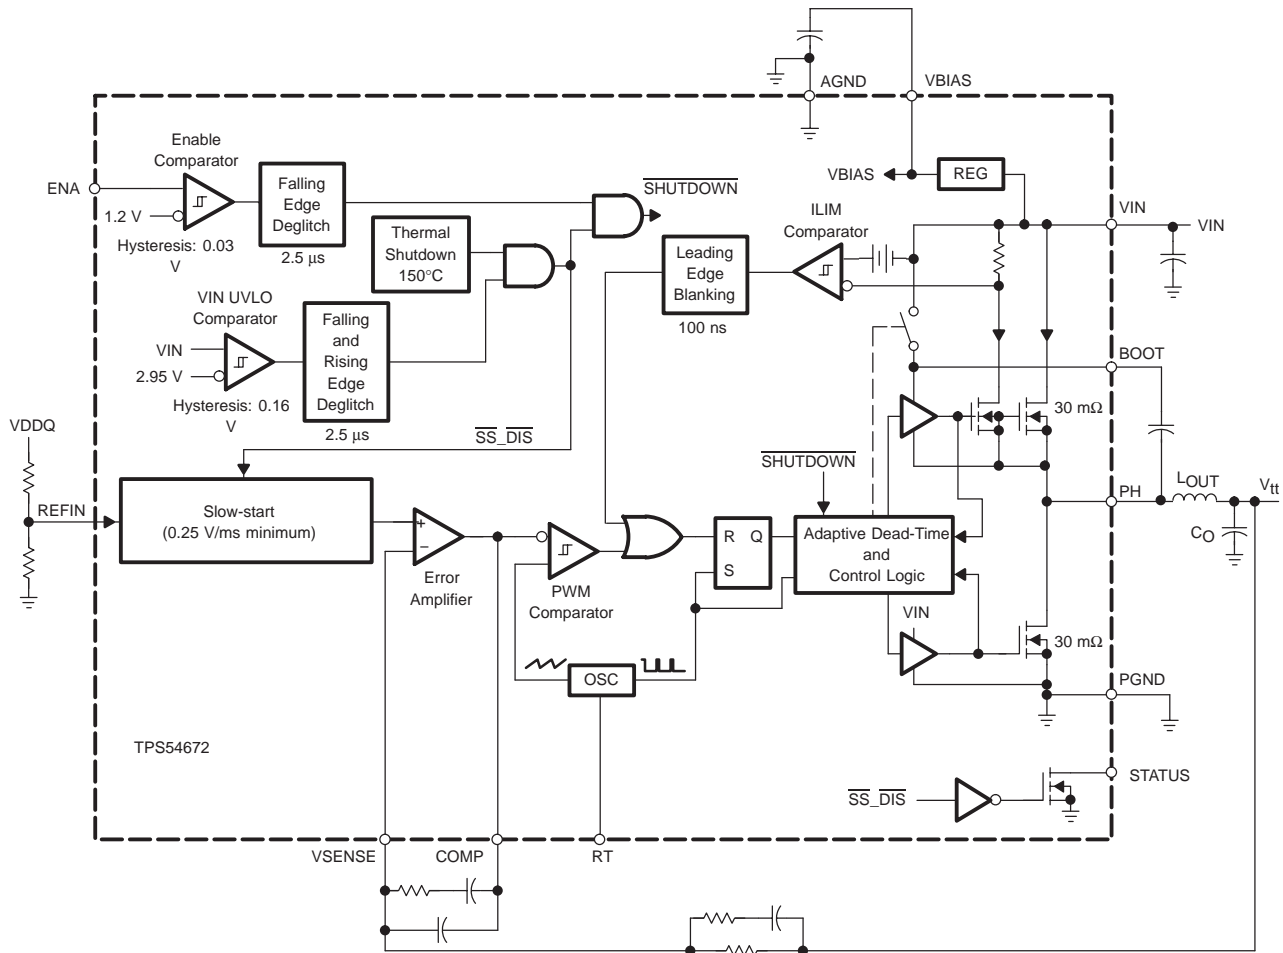 AGND
VBIAS
Enable
Comparator
ENA
1.2 V
Hysteresis: 0.03
V
Falling
Edge
Deglitch
2.5 μs
Thermal
Shutdown
150°C
SHUTDOWN
VBIAS
REG
ILIM
Comparator
VIN
VIN
Leading
Edge
Blanking
100 ns
VIN UVLO
Comparator
VIN
2.95 V
Hysteresis: 0.16
V
Falling
and
Rising
Edge
Deglitch
2.5 μs
BOOT
30 mΩ
VDDQ
SS_DIS
SHUTDOWN
REFIN
Slow-start
(0.25 V/ms minimum)
+
−
Error
Amplifier
PWM
Comparator
R Q
S
Adaptive Dead-Time
and
Control Logic
PH
LOUT
Vtt
CO
VIN
30 mΩ
OSC
PGND
TPS54672
SS_DIS
STATUS
VSENSE
COMP
RT